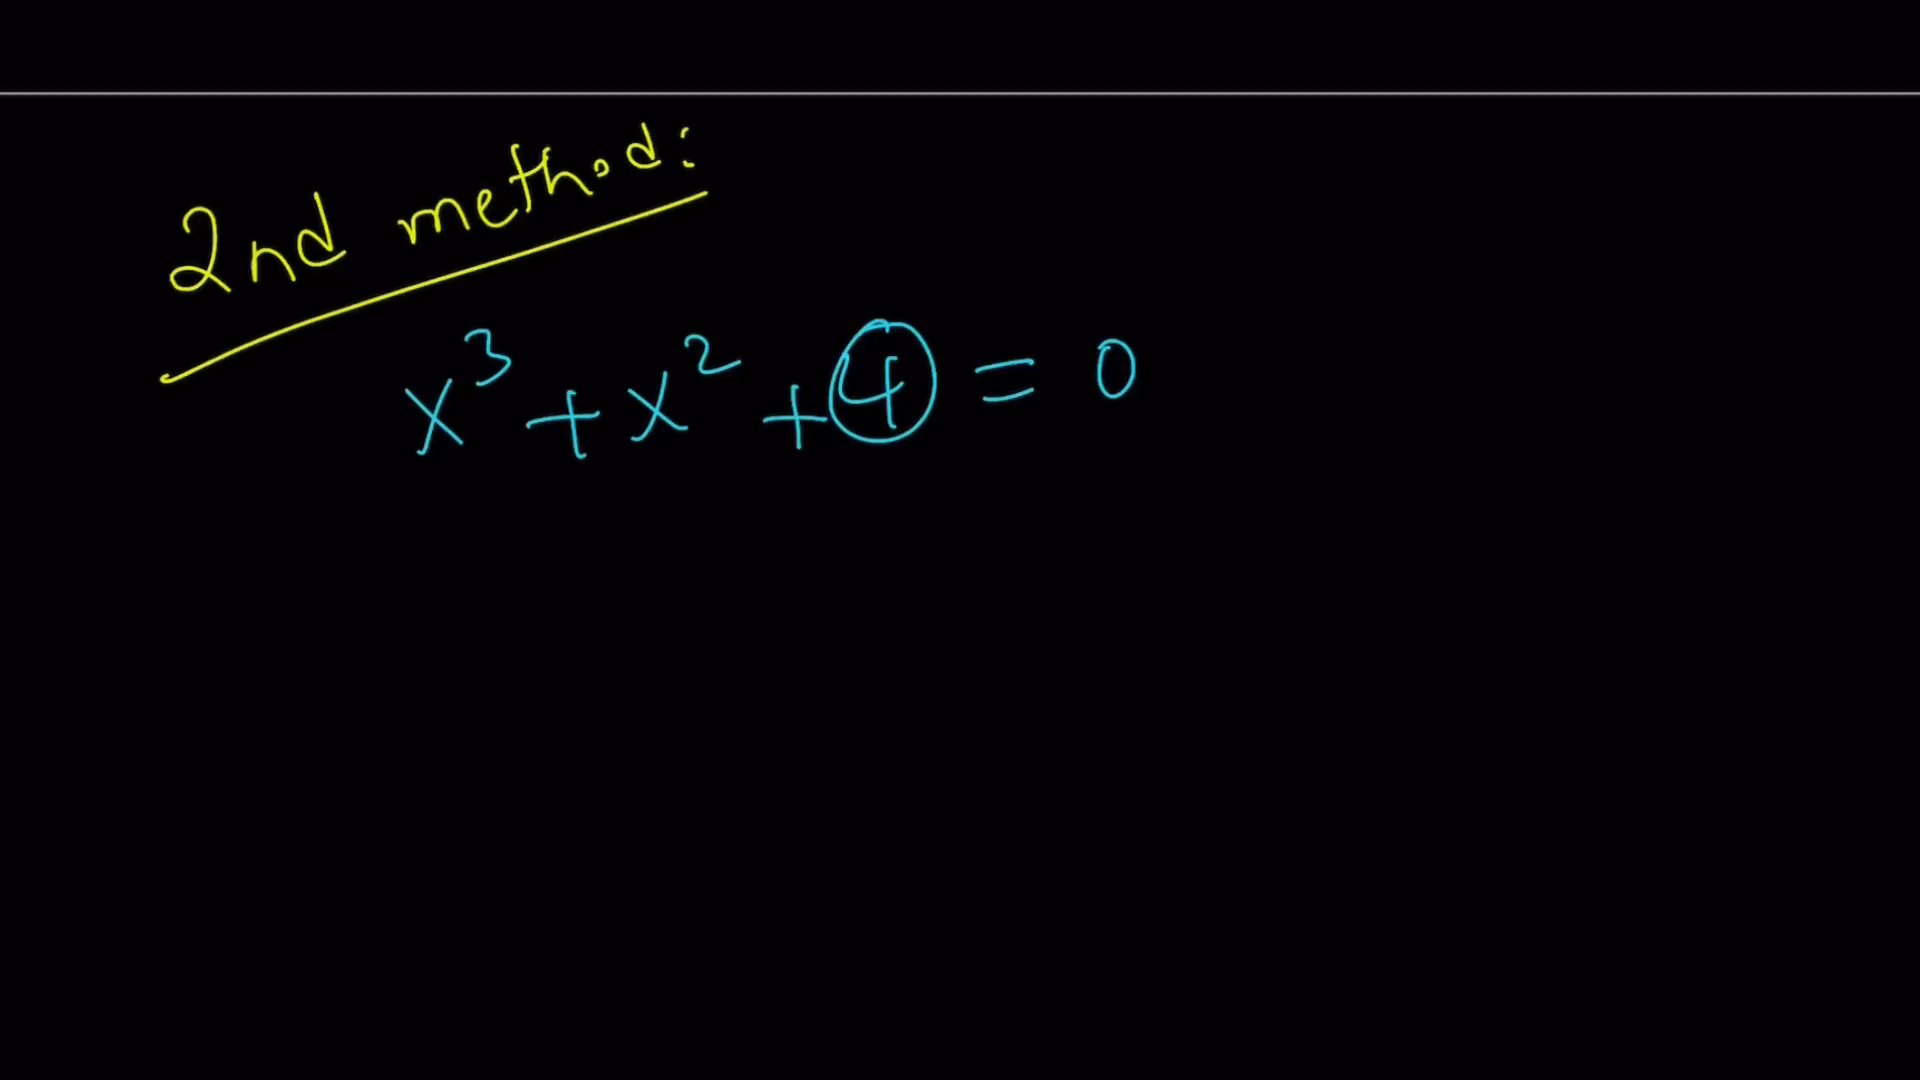 2nd method:
x³ + x² + 4 = 0